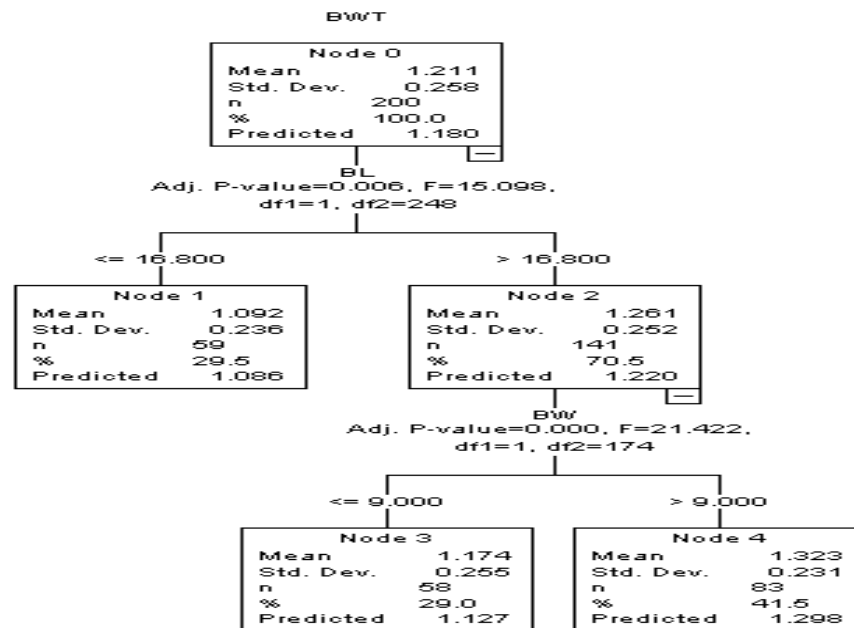 BWT
Node 0
Mean 1.211
Std. Dev. 0.258
n 200
% 100.0
Predicted 1.180
BL
Adj. P-value=0.006, F=15.098,
df1=1, df2=248
<= 16.800
> 16.800
Node 1
Mean 1.092
Std. Dev. 0.236
n 59
% 29.5
Predicted 1.086
Node 2
Mean 1.261
Std. Dev. 0.252
n 141
% 70.5
Predicted 1.220
BW
Adj. P-value=0.000, F=21.422,
df1=1, df2=174
<= 9.000
> 9.000
Node 3
Mean 1.174
Std. Dev. 0.255
n 58
% 29.0
Predicted 1.127
Node 4
Mean 1.323
Std. Dev. 0.231
n 83
% 41.5
Predicted 1.298